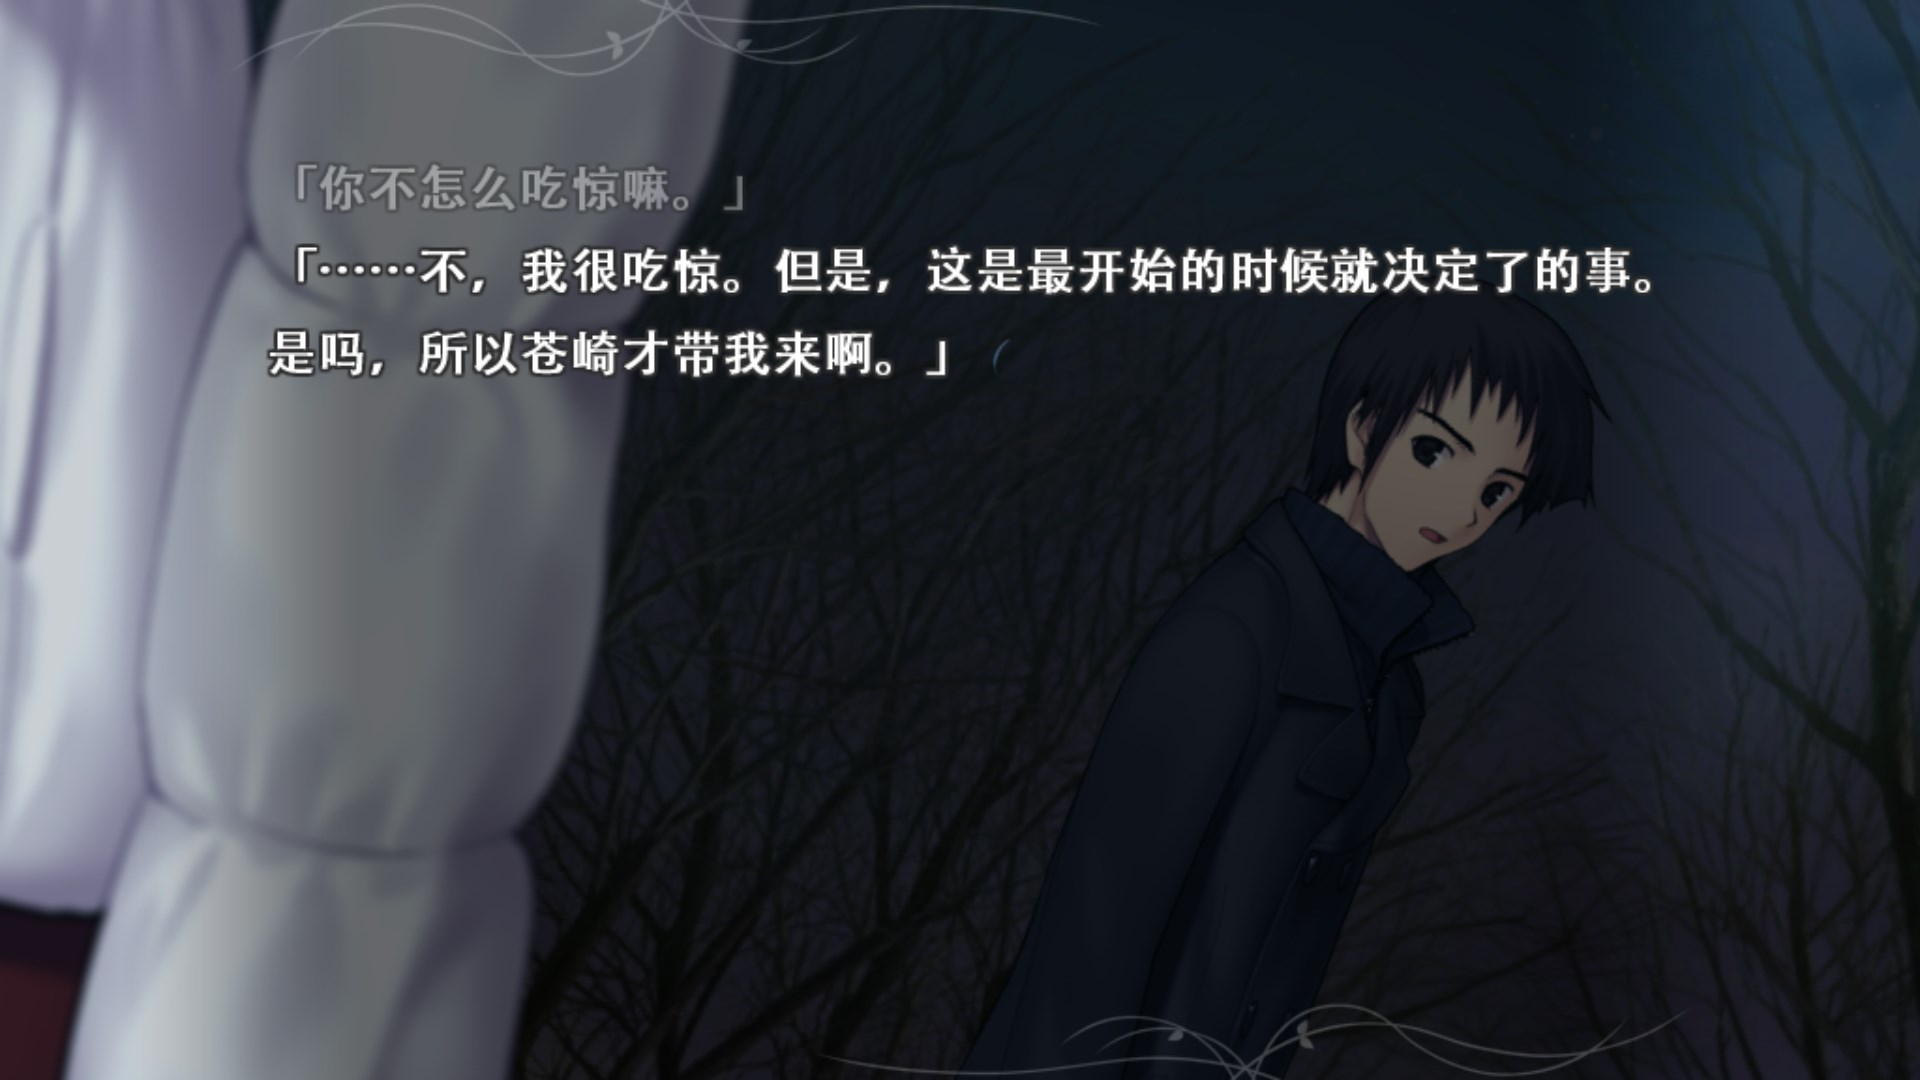 「你不怎么吃惊嘛。」
「……不，我很吃惊。但是，这是最开始的时候就决定了的事。
是吗，所以苍崎才带我来啊。」